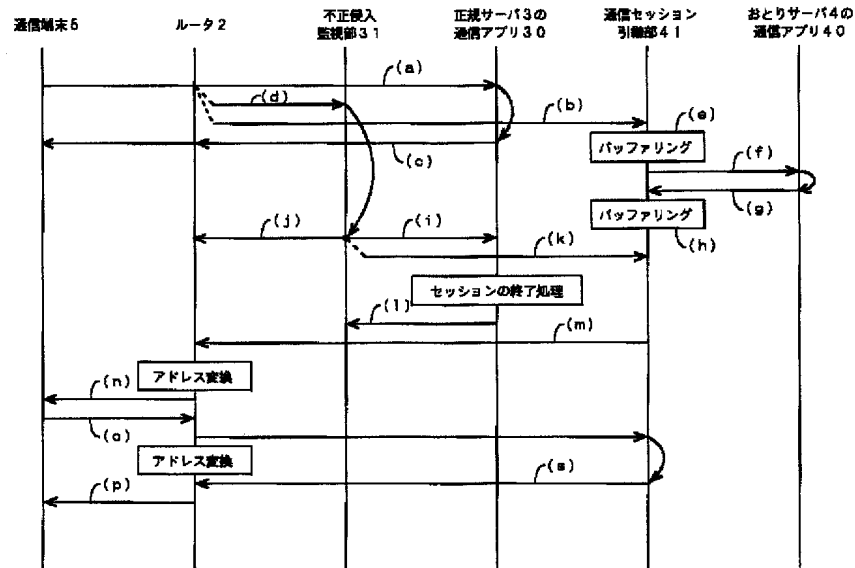 通信端末5
ルータ2
不正侵入
監視部31
正規サーバ3の
通信アプリ30
通信セッション
引継部41
おとりサーバ4の
通信アプリ40
(a)
(d)
(b)
(e)
バッファリング
(c)
(f)
(g)
バッファリング
(h)
(j)
(i)
(k)
セッションの終了処理
(l)
(m)
アドレス変換
(n)
(o)
アドレス変換
(s)
(p)